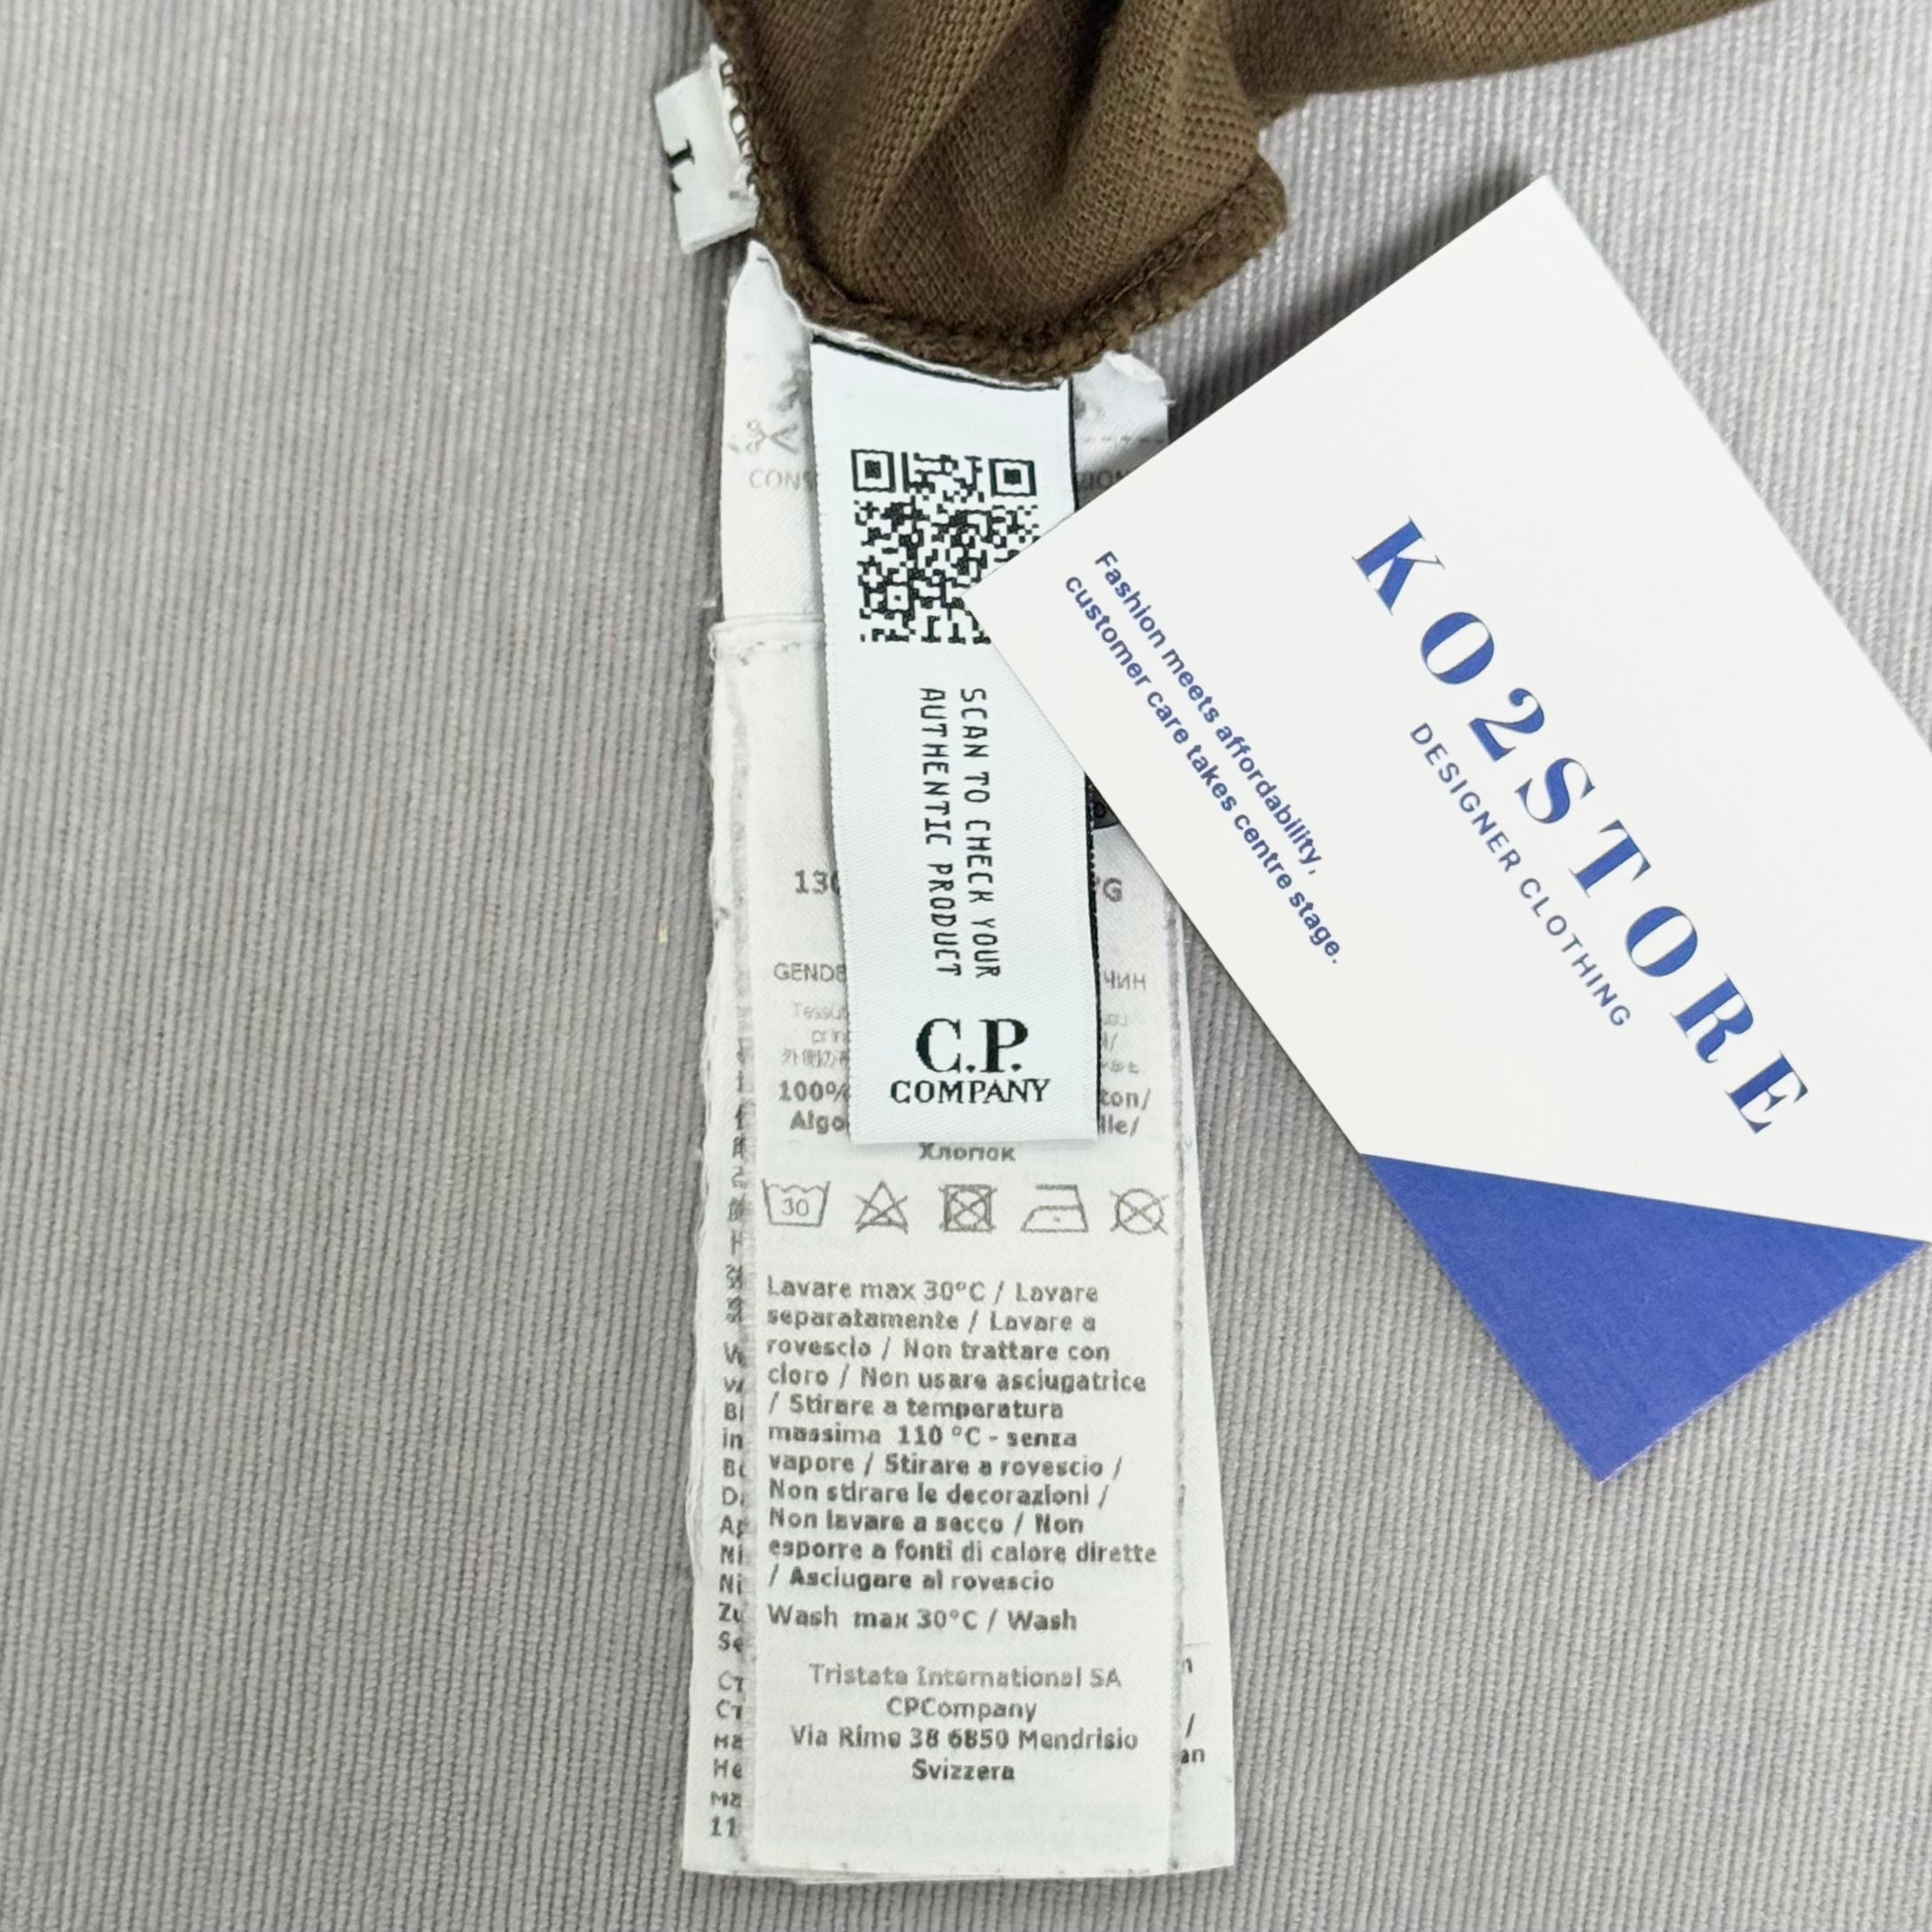 L
SCAN TO CHECK YOUR
AUTHENTIC PRODUCT
C.P.
COMPANY
100%
Хлопок
30
Lavare max 30°C / Lavare
separatamente / Lavare a
rovescio / Non trattare con
cloro / Non usare asciugatrice
/ Stirare a temperatura
massima 110 °C - senza
vapore / Stirare a rovescio /
Non stirare le decorazioni /
Non lavare a secco / Non
esporre a fonti di calore dirette
/ Asciugare al rovescio
Wash max 30°C / Wash
Tristate International SA
CPCompany
Via Rime 38 6850 Mendrisio
Svizzera
KO2STORE
DESIGNER CLOTHING
Fashion meets affordability,
customer care takes centre stage.